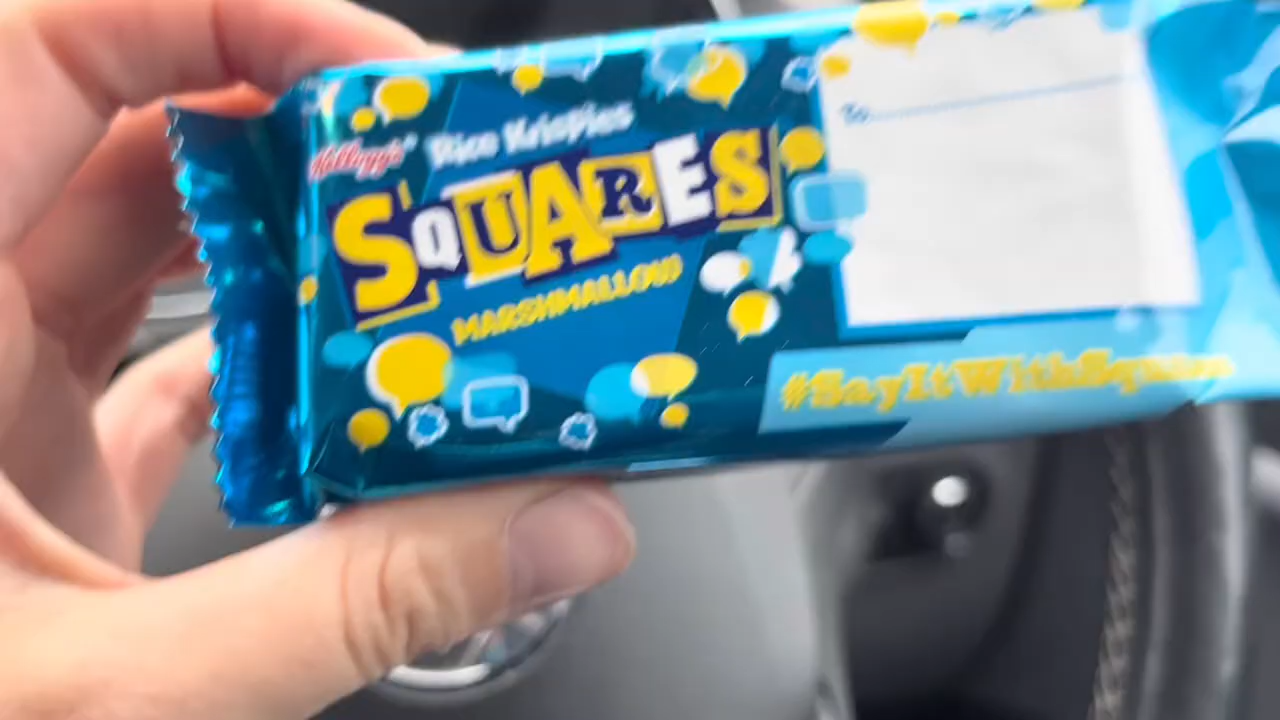 Kellogg's Rice Krispies
SQUARES
MARSHMALLOW
To
#SayItWithSquares